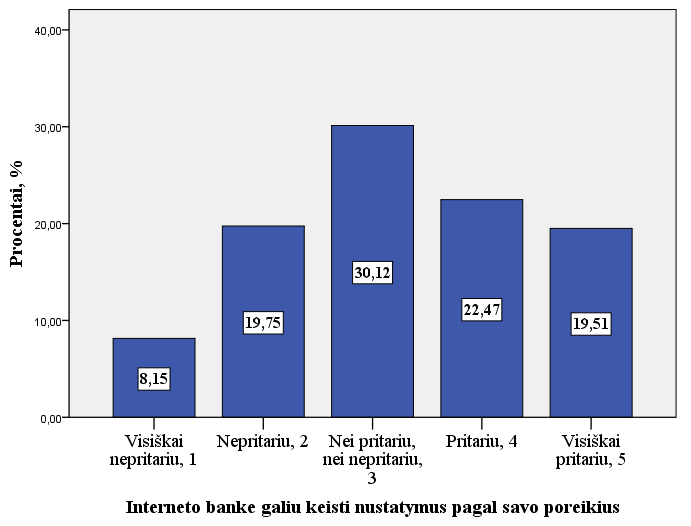 Procentai, %
40,00
30,00
20,00
10,00
0,00
8,15
19,75
30,12
22,47
19,51
Visiškai
nepritariu, 1
Nepritariu, 2
Nei pritariu,
nei nepritariu,
3
Pritariu, 4
Visiškai
pritariu, 5
Interneto banke galiu keisti nustatymus pagal savo poreikius